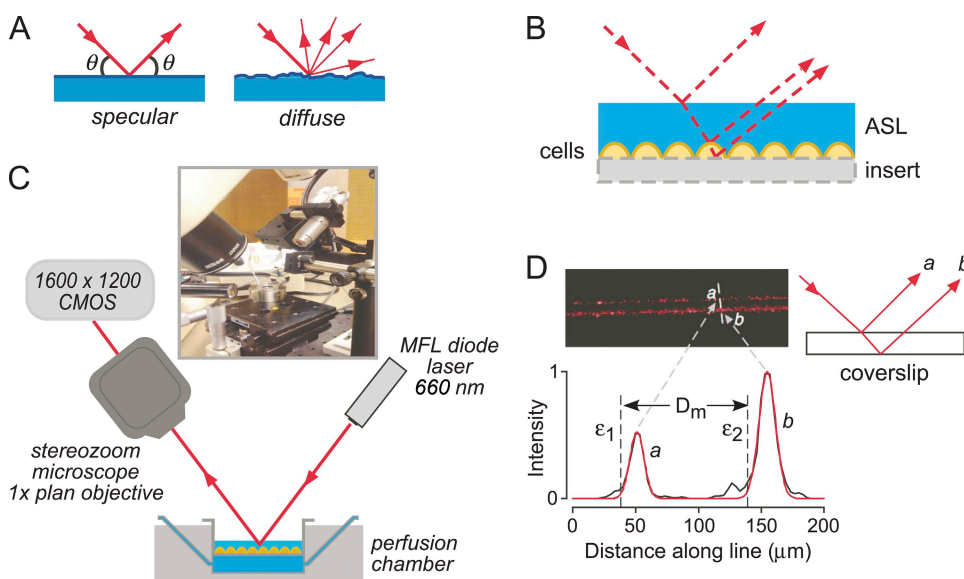 A
θ
θ
specular
diffuse
B
cells
ASL
insert
C
1600 x 1200
CMOS
MFL diode
laser
660 nm
stereozoom
microscope
1x plan objective
perfusion
chamber
D
a
b
a
b
coverslip
Intensity
1
0
ε1
Dm
ε2
a
b
0
50
100
150
200
Distance along line (μm)